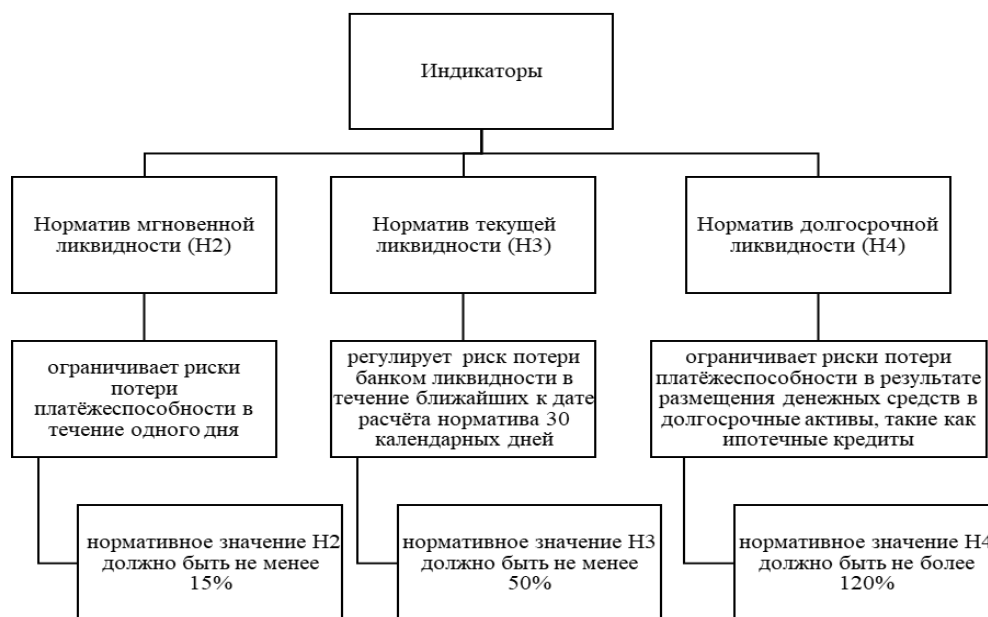 Индикаторы
Норматив мгновенной
ликвидности (Н2)
Норматив текущей
ликвидности (Н3)
Норматив долгосрочной
ликвидности (Н4)
ограничивает риски
потери
платёжеспособности в
течение одного дня
регулирует риск потери
банком ликвидности в
течение ближайших к дате
расчёта норматива 30
календарных дней
ограничивает риски потери
платёжеспособности в результате
размещения денежных средств в
долгосрочные активы, такие как
ипотечные кредиты
нормативное значение Н2
должно быть не менее
15%
нормативное значение Н3
должно быть не менее
50%
нормативное значение Н4
должно быть не более
120%